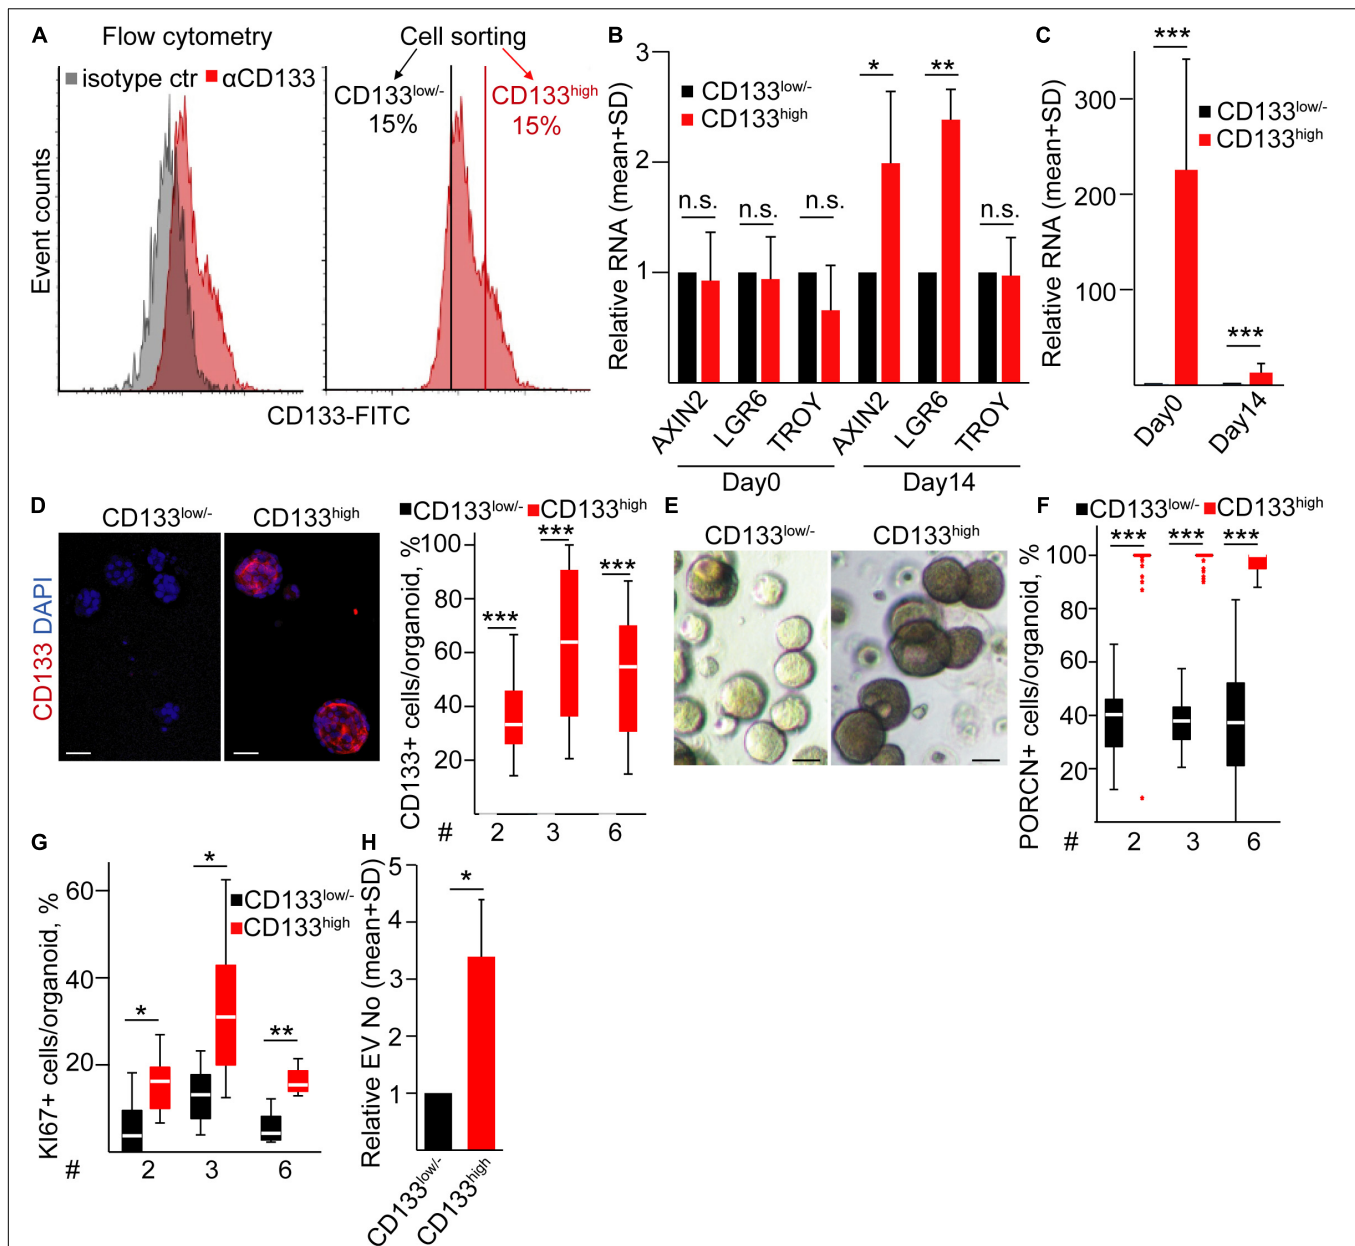 A
Flow cytometry
Cell sorting
isotype ctr
αCD133
CD133low/-
15%
CD133high
15%
Event counts
CD133-FITC
B
Relative RNA (mean+SD)
3
2
1
CD133low/-
CD133high
n.s.
n.s.
n.s.
*
**
n.s.
AXIN2
LGR6
TROY
AXIN2
LGR6
TROY
Day0
Day14
C
Relative RNA (mean+SD)
300
200
100
***
CD133low/-
CD133high
***
Day0
Day14
D
CD133low/-
CD133high
CD133 DAPI
CD133low/-
CD133high
CD133+ cells/organoid, %
100
80
60
40
20
***
***
***
#
2
3
6
E
CD133low/-
CD133high
F
CD133low/-
CD133high
PORCN+ cells/organoid, %
100
80
60
40
20
***
***
***
#
2
3
6
G
KI67+ cells/organoid, %
60
40
20
*
*
**
CD133low/-
CD133high
#
2
3
6
H
Relative EV No (mean+SD)
5
4
3
2
1
*
CD133low/-
CD133high